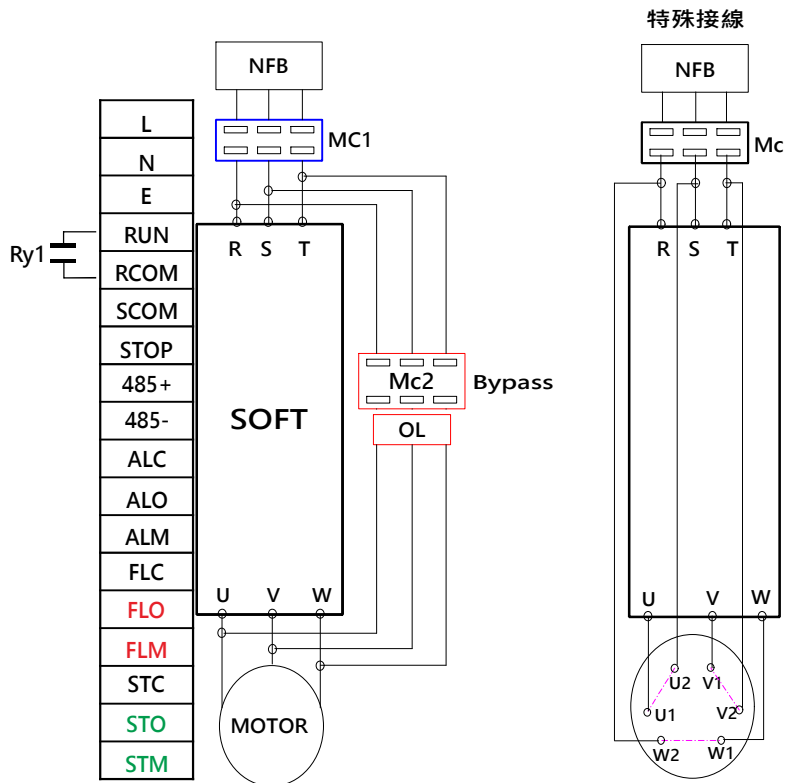 特殊接線
NFB
NFB
MC1
Mc
L
N
E
RUN
RCOM
Ry1
SCOM
STOP
485+
485-
ALC
ALO
ALM
FLC
FLO
FLM
STC
STO
STM
R S T
SOFT
Mc2
Bypass
OL
U V W
MOTOR
R S T
U V W
U2 V1
U1 V2
W2 W1